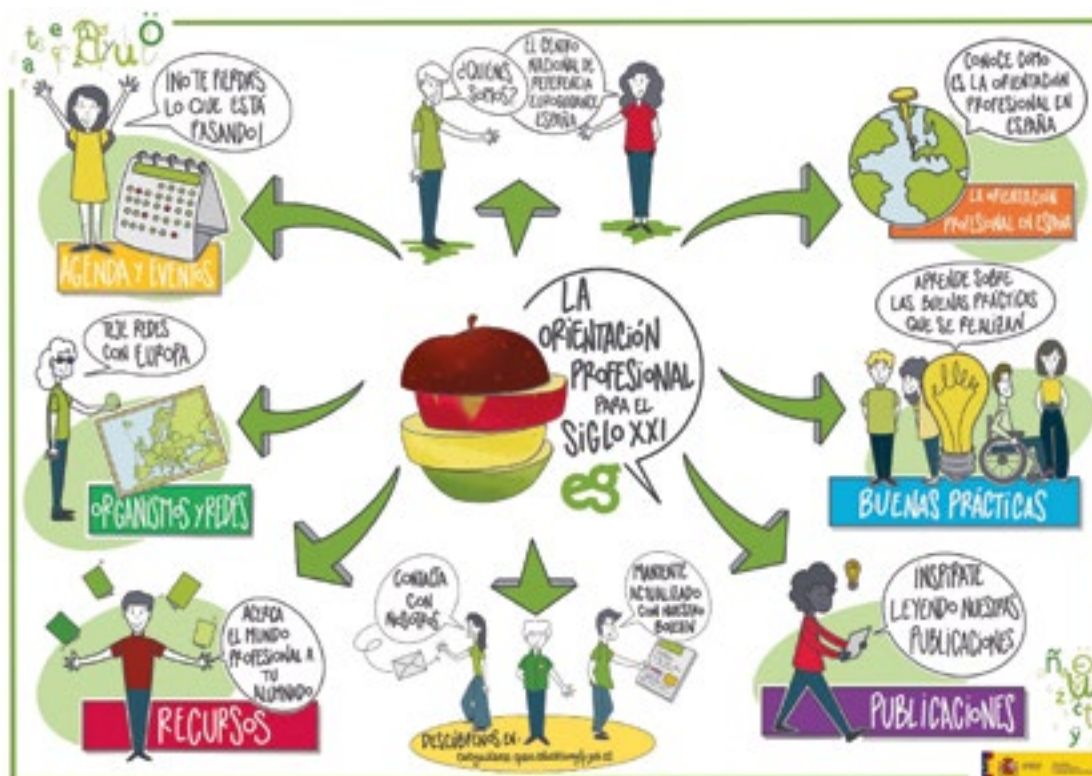 ¡NO TE PIERDAS
LO QUE ESTÁ
PASANDO!
AGENDA Y EVENTOS
¿QUIÉNES
SOMOS?
EL CENTRO
NACIONAL DE
REFERENCIA
EUROGUIDANCE
ESPAÑA
CONOCE COMO
ES LA ORIENTACIÓN
PROFESIONAL EN
ESPAÑA
LA ORIENTACIÓN
PROFESIONAL EN ESPAÑA
TEJE REDES
CON EUROPA
ORGANISMOS Y REDES
LA
ORIENTACIÓN
PROFESIONAL
PARA EL
SIGLO XXI
eg
APRENDE SOBRE
LAS BUENAS PRÁCTICAS
QUE SE REALIZAN
BUENAS PRÁCTICAS
ACERCA
EL MUNDO
PROFESIONAL A
TU
ALUMNADO
RECURSOS
CONTACTA
CON
NOSOTROS
MANTENTE
ACTUALIZADO
CON NUESTRO
BOLETÍN
DESCÚBRENOS EN:
INSPÍRATE
LEYENDO NUESTRAS
PUBLICACIONES
PUBLICACIONES